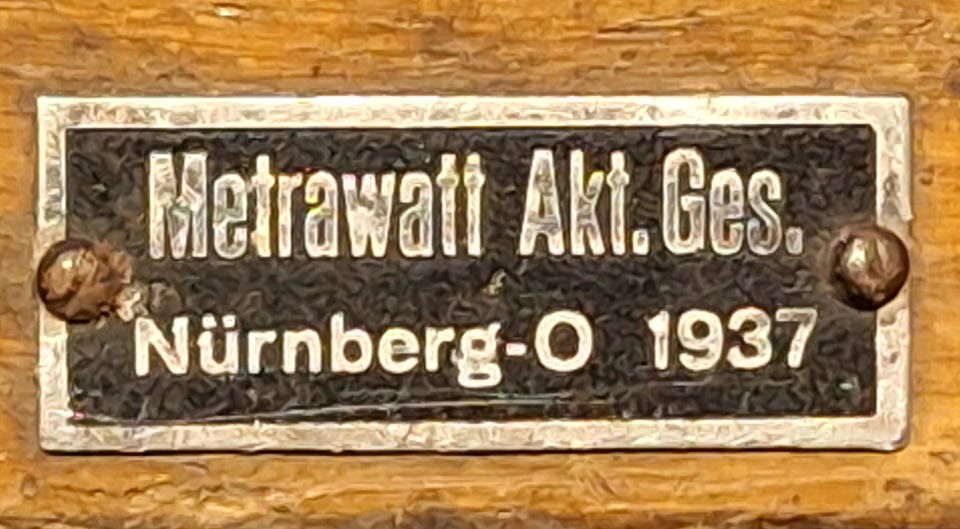 Metrawatt Akt. Ges.
Nürnberg-O 1937